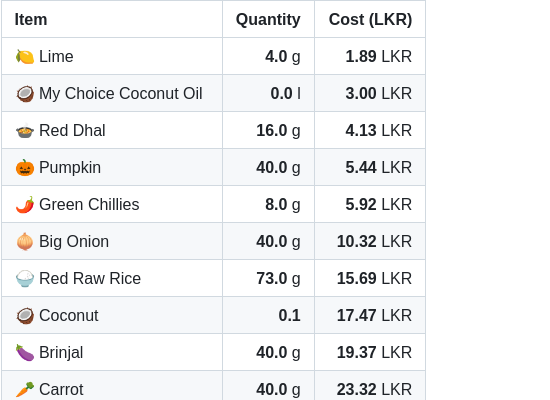 Item Quantity Cost (LKR)
🍋 Lime 4.0 g 1.89 LKR
🥥 My Choice Coconut Oil 0.0 l 3.00 LKR
🍲 Red Dhal 16.0 g 4.13 LKR
🎃 Pumpkin 40.0 g 5.44 LKR
🌶️ Green Chillies 8.0 g 5.92 LKR
🧅 Big Onion 40.0 g 10.32 LKR
🍚 Red Raw Rice 73.0 g 15.69 LKR
🥥 Coconut 0.1 17.47 LKR
🍆 Brinjal 40.0 g 19.37 LKR
🥕 Carrot 40.0 g 23.32 LKR